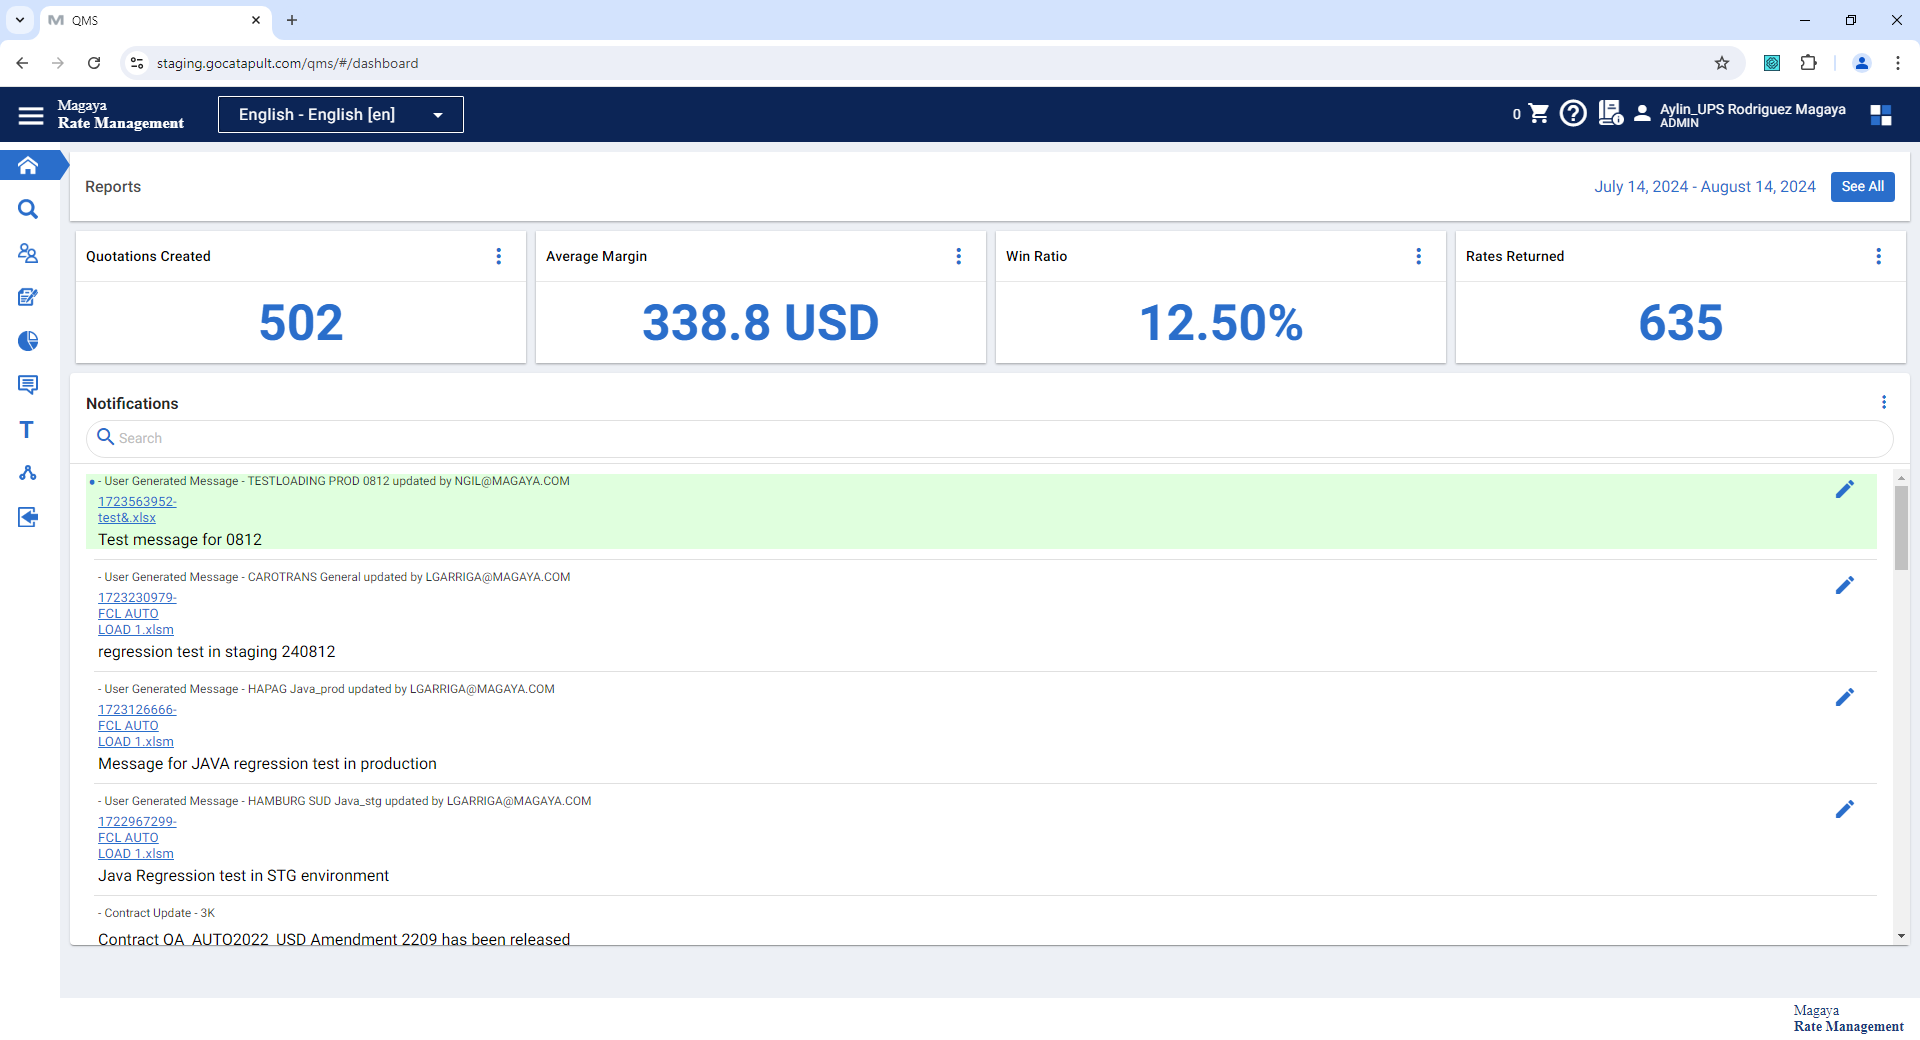 QMS
staging.gocatapult.com/qms/#/dashboard
Magaya
Rate Management
English - English [en]
0
Aylin_UPS Rodriguez Magaya
ADMIN
Reports
July 14, 2024 - August 14, 2024
See All
Quotations Created
502
Average Margin
338.8 USD
Win Ratio
12.50%
Rates Returned
635
Notifications
Search
- User Generated Message - TESTLOADING PROD 0812 updated by NGIL@MAGAYA.COM
1723563952-
test&.xlsx
Test message for 0812
- User Generated Message - CAROTRANS General updated by LGARRIGA@MAGAYA.COM
1723230979-
FCL AUTO
LOAD 1.xlsm
regression test in staging 240812
- User Generated Message - HAPAG Java_prod updated by LGARRIGA@MAGAYA.COM
1723126666-
FCL AUTO
LOAD 1.xlsm
Message for JAVA regression test in production
- User Generated Message - HAMBURG SUD Java_stg updated by LGARRIGA@MAGAYA.COM
1722967299-
FCL AUTO
LOAD 1.xlsm
Java Regression test in STG environment
- Contract Update - 3K
Contract QA_AUTO2022_USD Amendment 2209 has been released
Magaya
Rate Management